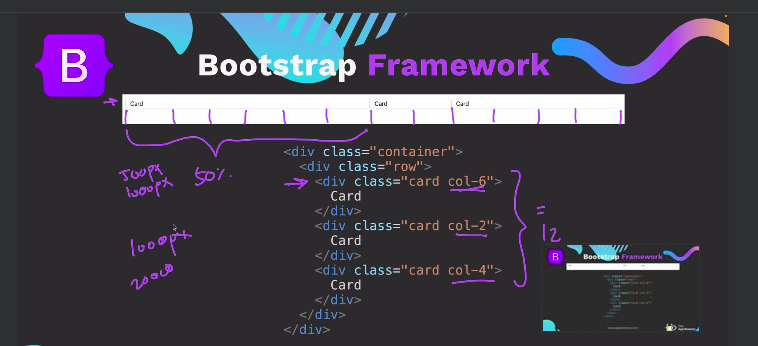 B
Bootstrap Framework
Card Card Card
500px
1000px
50%
1000px
<div class="container">
<div class="row">
<div class="card col-6">
Card
</div>
<div class="card col-2">
Card
</div>
<div class="card col-4">
Card
</div>
</div>
</div>
=
12
B Bootstrap Framework